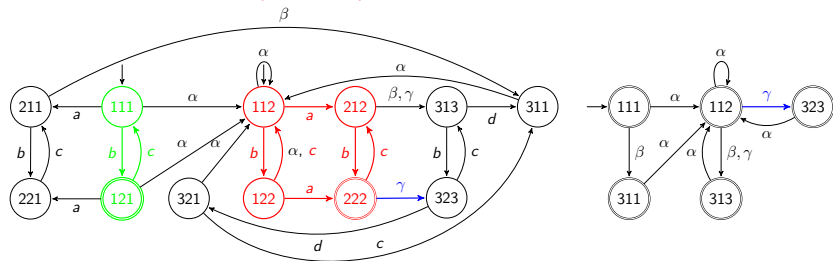 β
α α
211 111 α 112 a 212 β, γ 313 d 311 111 α 112 γ 323
a α
b c b c α α b α, c b c b c β α α β, γ
221 a 121 321 122 a 222 γ 323 311 313
d c